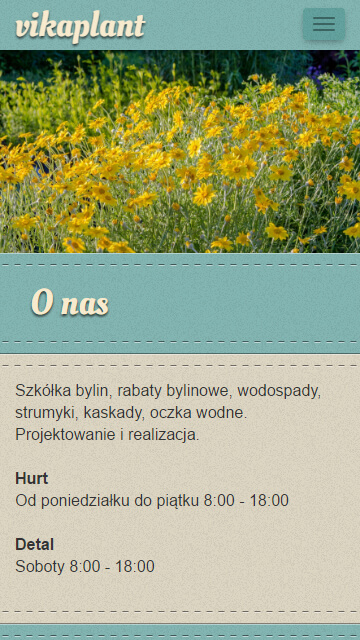 vikaplant
O nas
Szkółka bylin, rabaty bylinowe, wodospady,
strumyki, kaskady, oczka wodne.
Projektowanie i realizacja.
Hurt
Od poniedziałku do piątku 8:00 - 18:00
Detal
Soboty 8:00 - 18:00